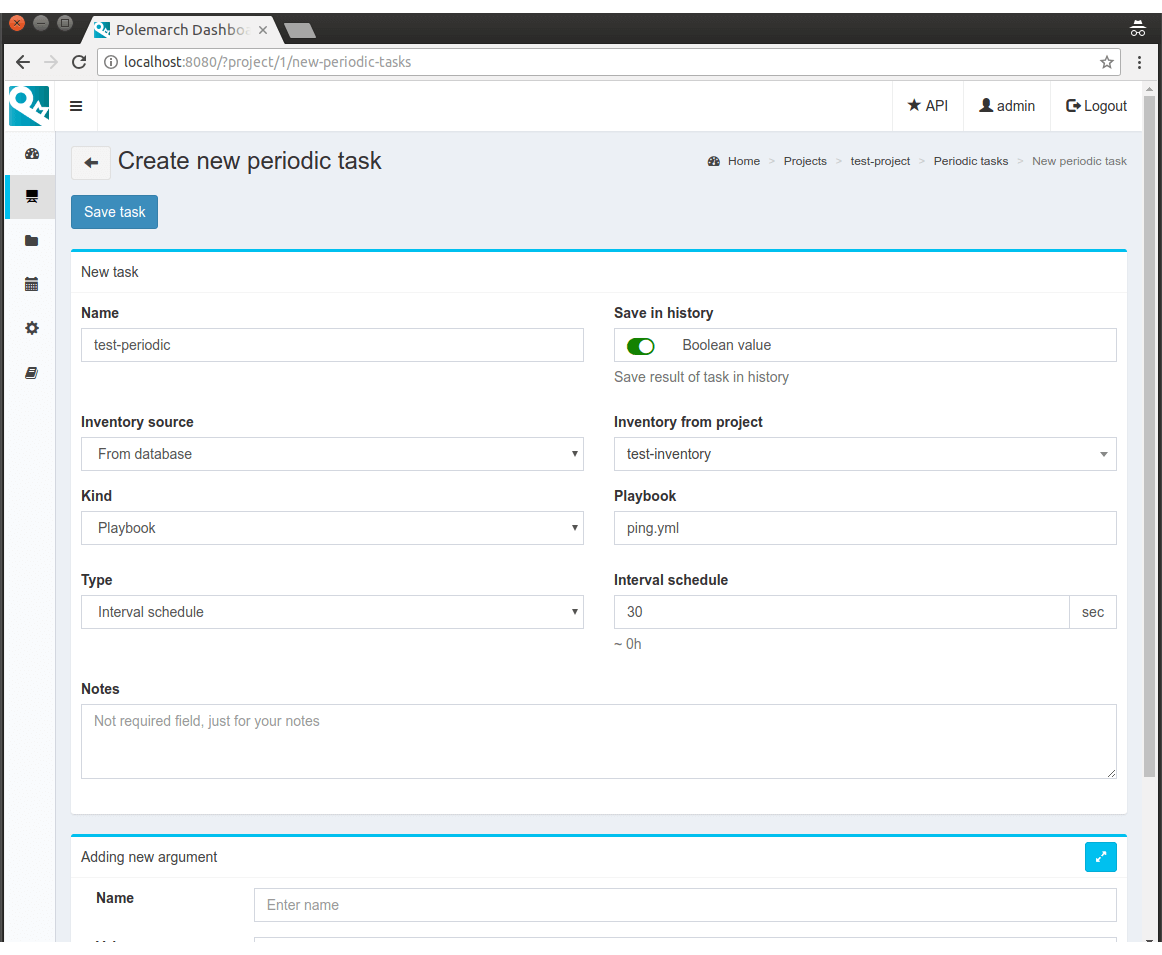 Polemarch Dashbo
localhost:8080/?project/1/new-periodic-tasks
API admin Logout
Create new periodic task
Home > Projects > test-project > Periodic tasks > New periodic task
Save task
New task
Name Save in history
test-periodic Boolean value
Save result of task in history
Inventory source Inventory from project
From database test-inventory
Kind Playbook
Playbook ping.yml
Type Interval schedule
Interval schedule 30 sec
~ 0h
Notes
Not required field, just for your notes
Adding new argument
Name Enter name